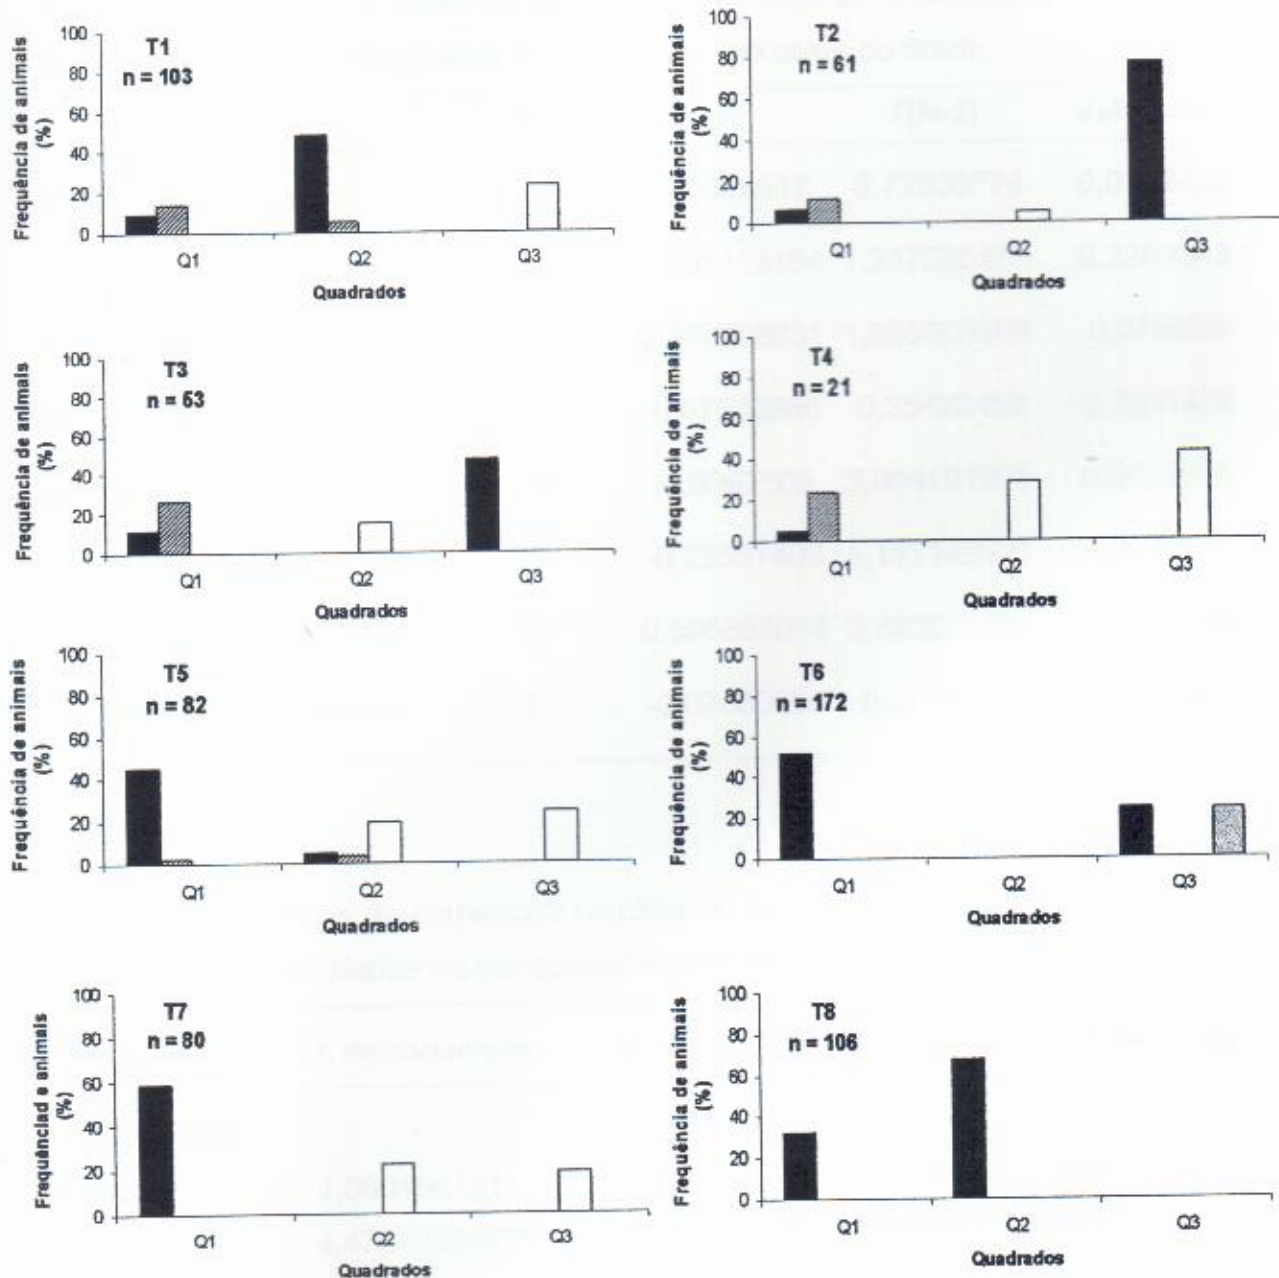 T1
n = 103
Frequência de animais
(%)
100
80
60
40
20
0
Q1 Q2 Q3
Quadrados
T2
n = 61
Frequência de animais
(%)
100
80
60
40
20
0
Q1 Q2 Q3
Quadrados
T3
n = 53
Frequência de animais
(%)
100
80
60
40
20
0
Q1 Q2 Q3
Quadrados
T4
n = 21
Frequência de animais
(%)
100
80
60
40
20
0
Q1 Q2 Q3
Quadrados
T5
n = 82
Frequência de animais
(%)
100
80
60
40
20
0
Q1 Q2 Q3
Quadrados
T6
n = 172
Frequência de animais
(%)
100
80
60
40
20
0
Q1 Q2 Q3
Quadrados
T7
n = 80
Frequênciad e animais
(%)
100
80
60
40
20
0
Q1 Q2 Q3
Quadrados
T8
n = 106
Frequência de animais
(%)
100
80
60
40
20
0
Q1 Q2 Q3
Quadrados